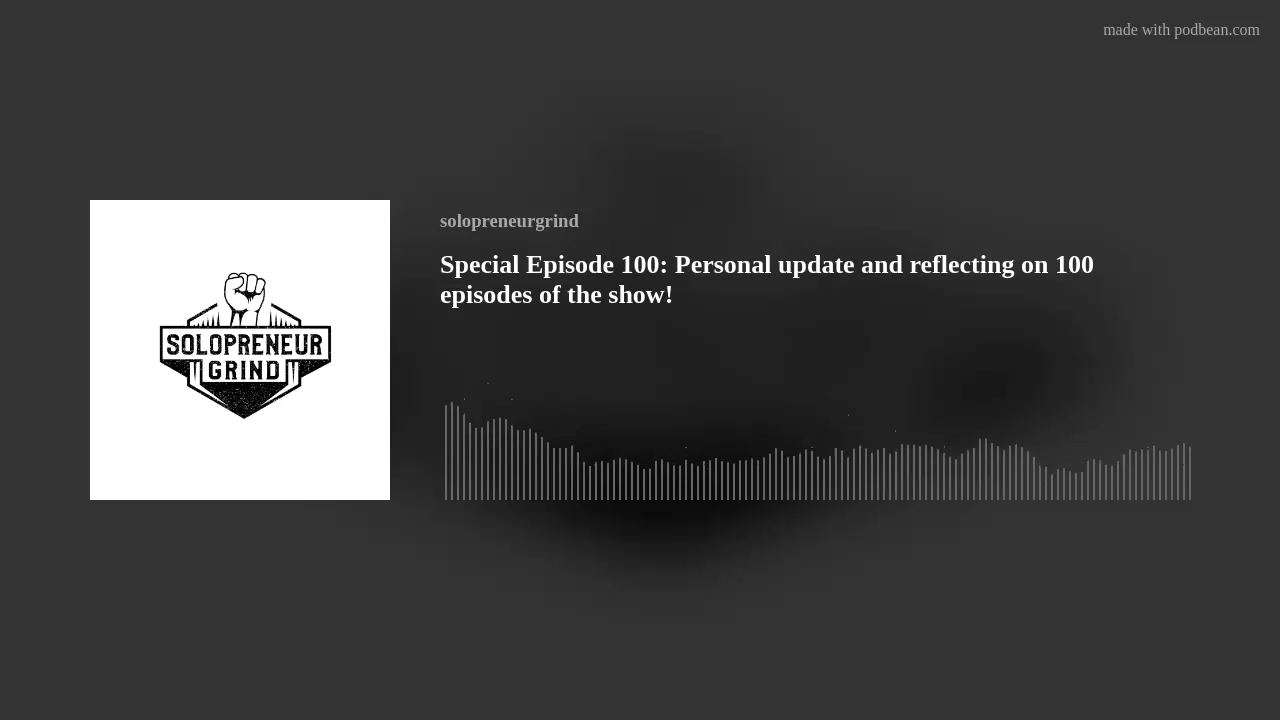 made with podbean.com
solopreneurgrind
Special Episode 100: Personal update and reflecting on 100
episodes of the show!
SOLOPRENEUR
GRIND